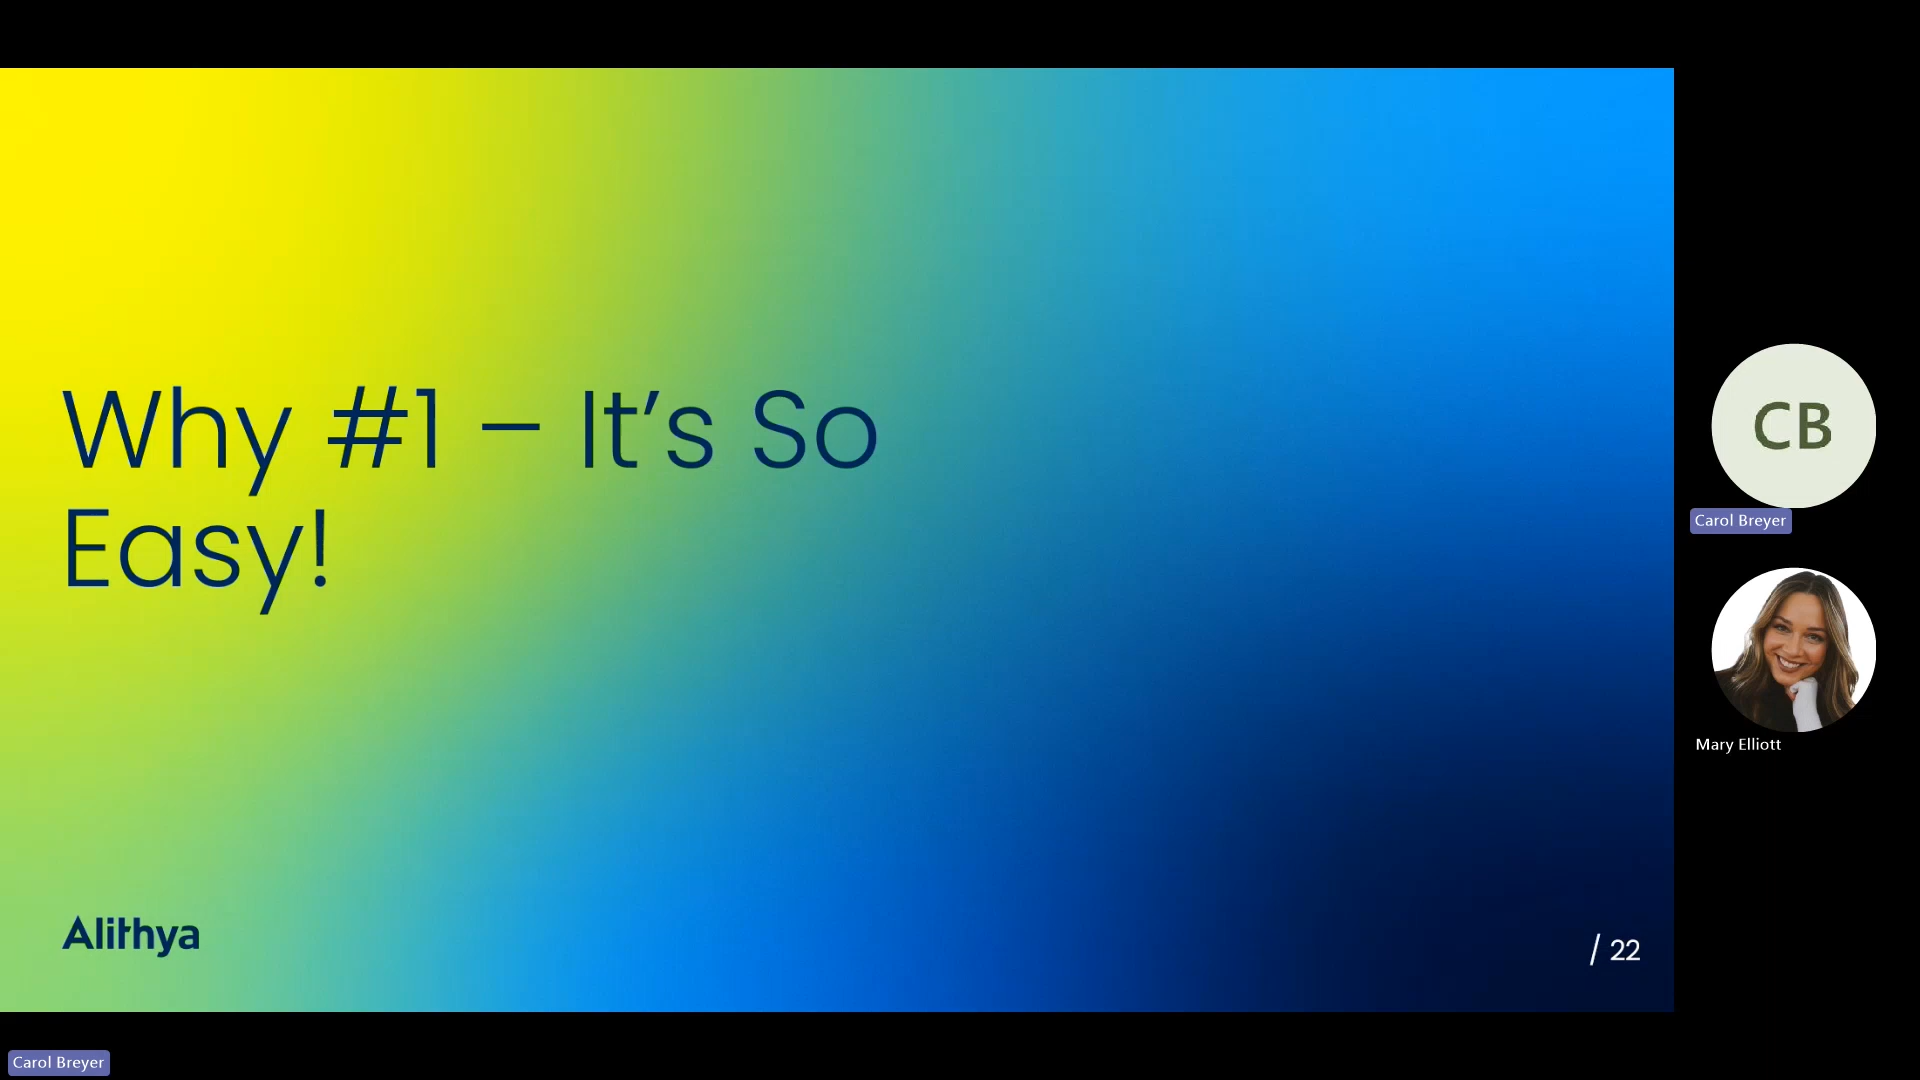 Why #1 – It’s So
Easy!
Alithya
/ 22
CB
Carol Breyer
Mary Elliott
Carol Breyer